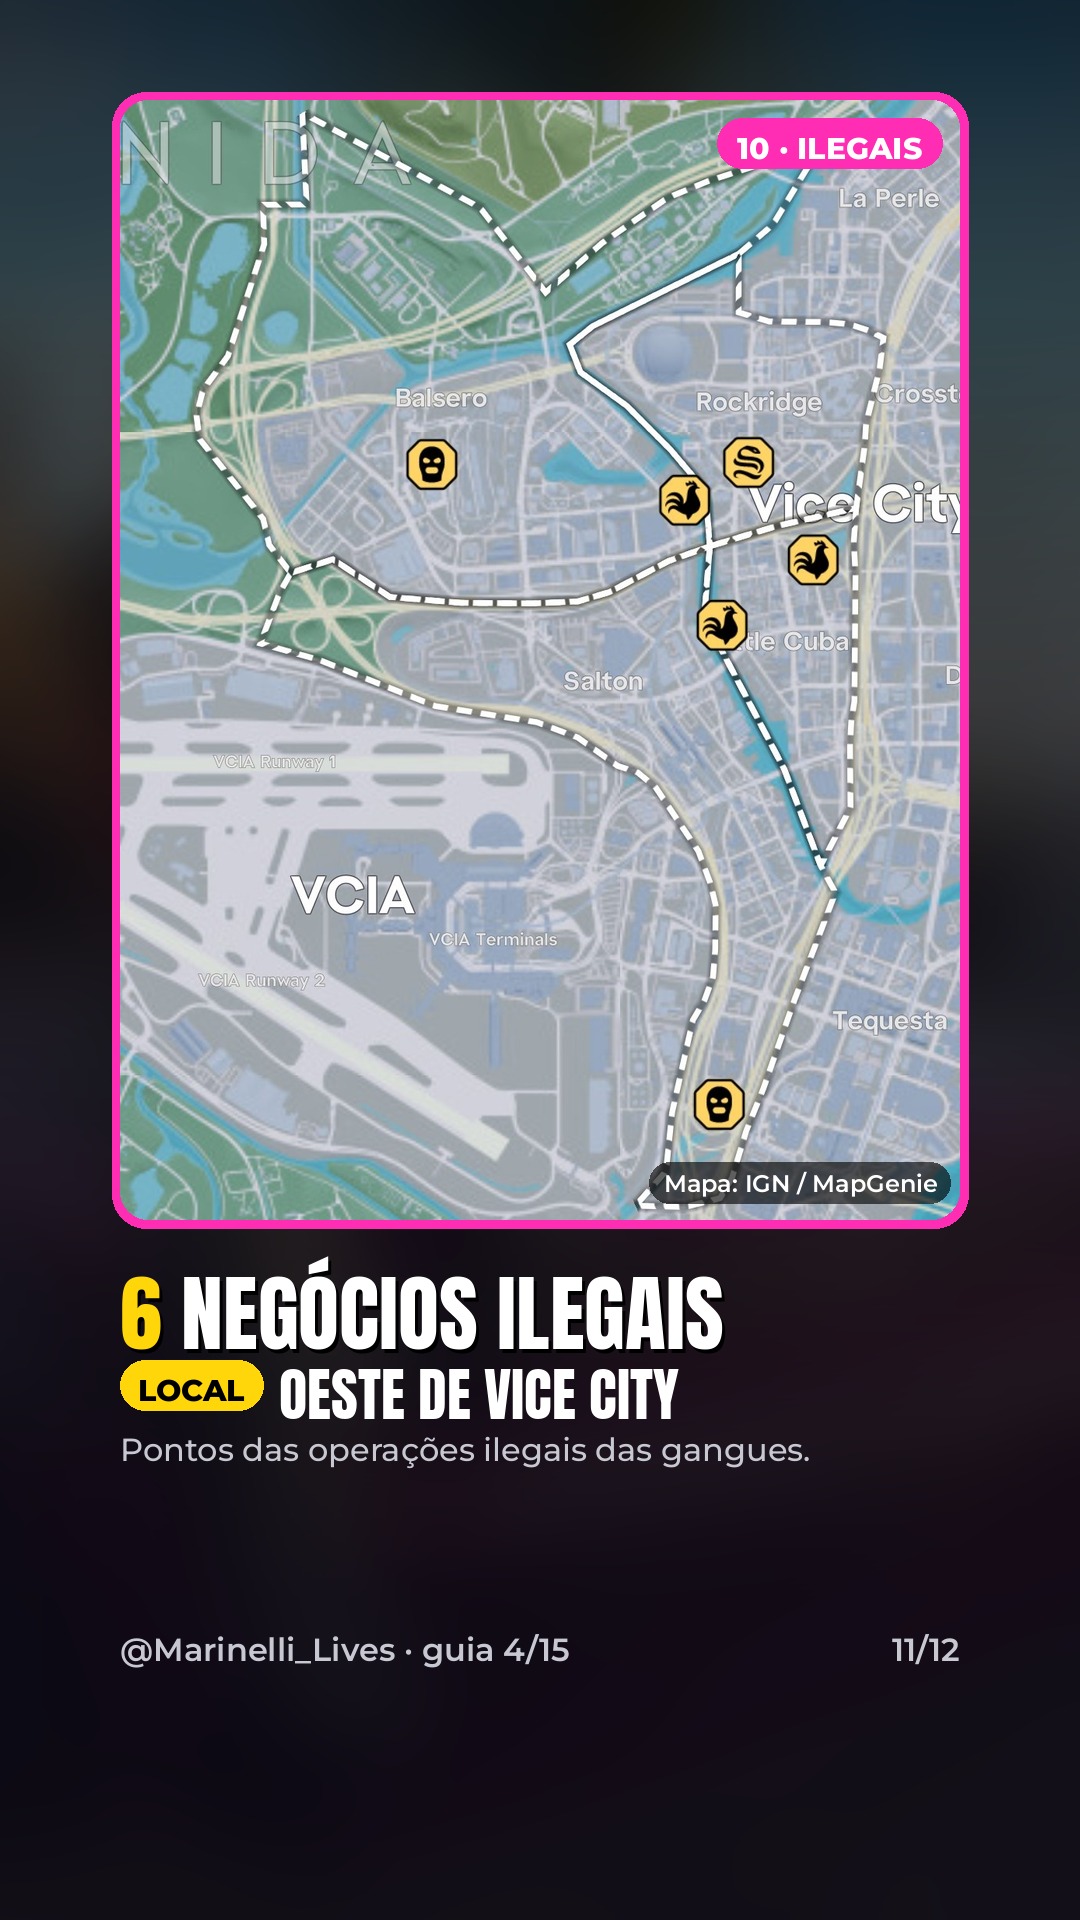 NIDA
10 · ILEGAIS
La Perle
Balsero
Rockridge
Crosst
Vice City
tle Cuba
Salton
D
VCIA Runway 1
VCIA
VCIA Terminals
VCIA Runway 2
Tequesta
Mapa: IGN / MapGenie
6 NEGÓCIOS ILEGAIS
LOCAL OESTE DE VICE CITY
Pontos das operações ilegais das gangues.
@Marinelli_Lives · guia 4/15
11/12